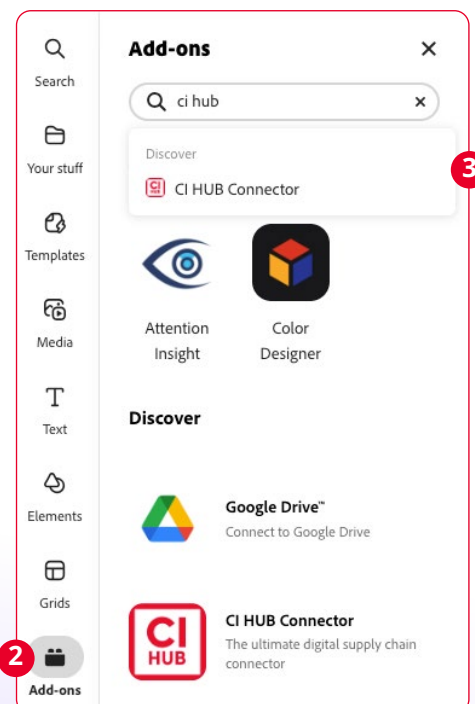 Search
Your stuff
Templates
Media
Text
Elements
Grids
2
Add-ons
Add-ons
ci hub
Discover
CI HUB Connector
3
Attention
Insight
Color
Designer
Discover
Google Drive™
Connect to Google Drive
CI
HUB
CI HUB Connector
The ultimate digital supply chain
connector